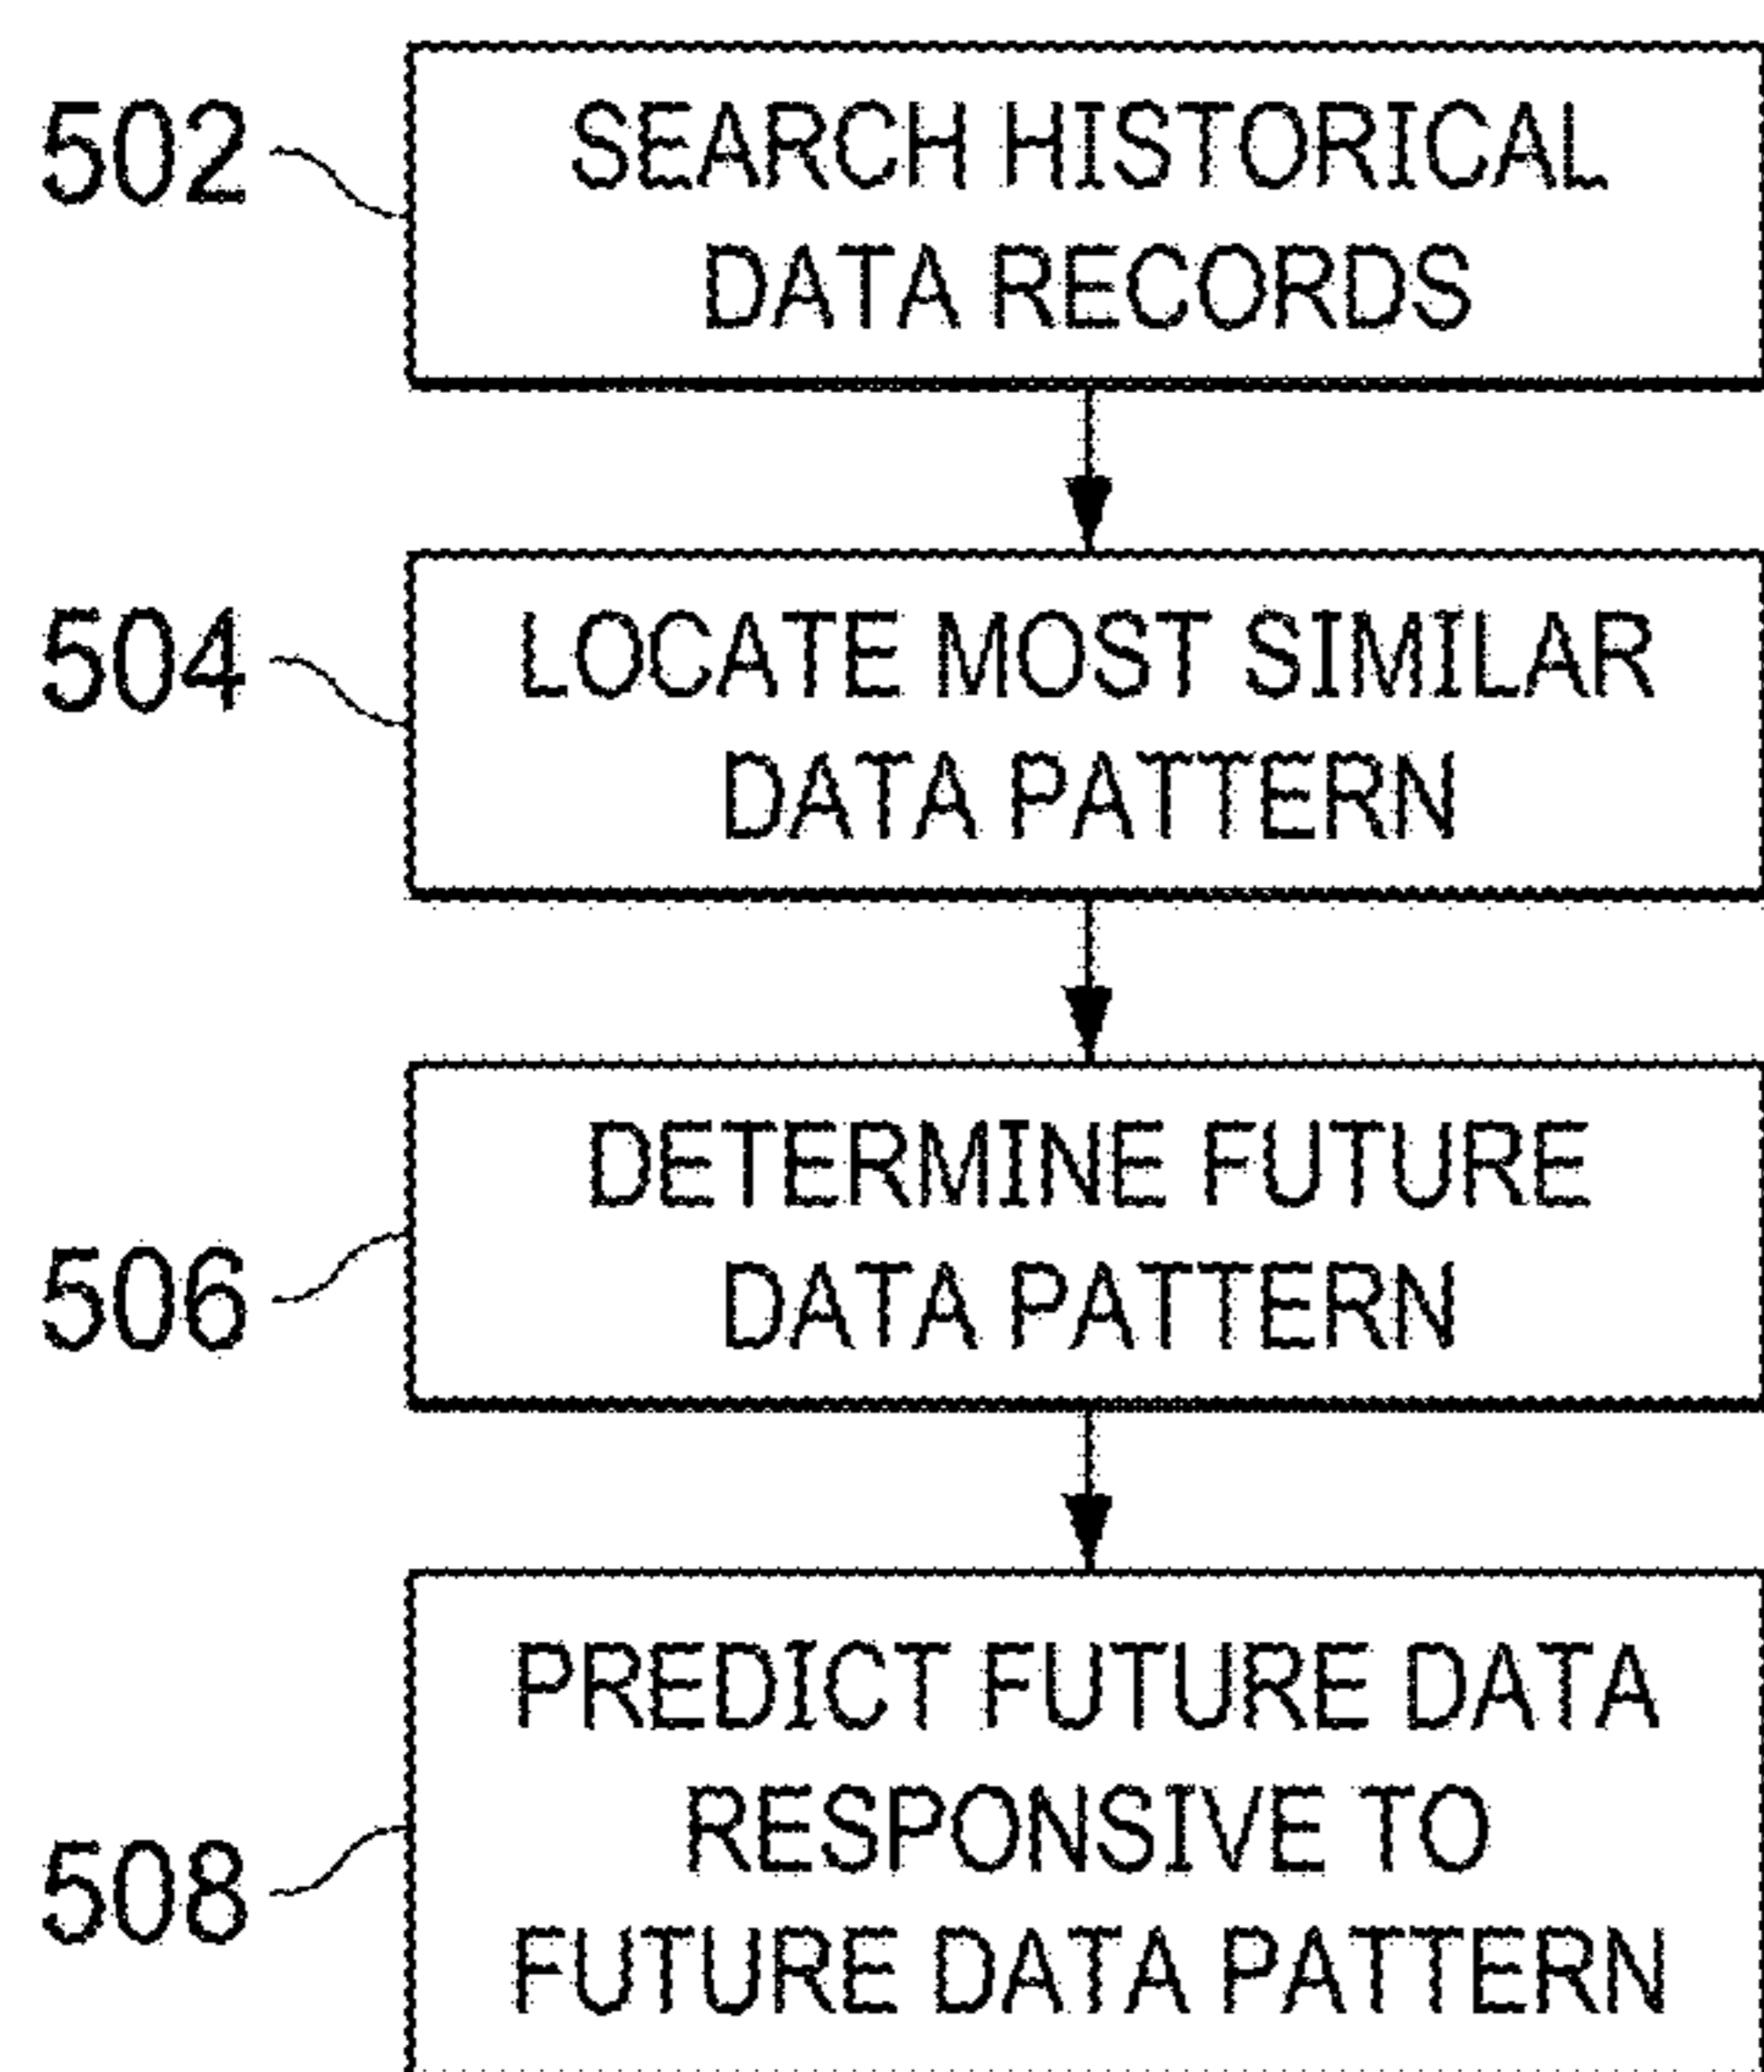 502
SEARCH HISTORICAL
DATA RECORDS
504
LOCATE MOST SIMILAR
DATA PATTERN
506
DETERMINE FUTURE
DATA PATTERN
508
PREDICT FUTURE DATA
RESPONSIVE TO
FUTURE DATA PATTERN